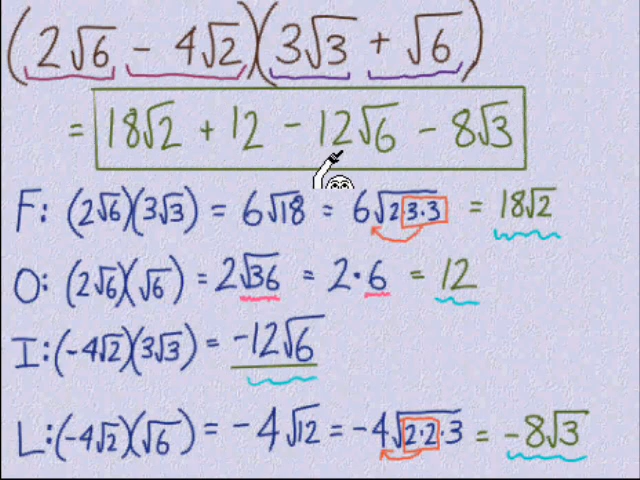 (2√6 - 4√2)(3√3 + √6)
= 18√2 + 12 - 12√6 - 8√3
F: (2√6)(3√3) = 6√18 = 6√2·3·3 = 18√2
O: (2√6)(√6) = 2√36 = 2·6 = 12
I: (-4√2)(3√3) = -12√6
L: (-4√2)(√6) = -4√12 = -4√2·2·3 = -8√3